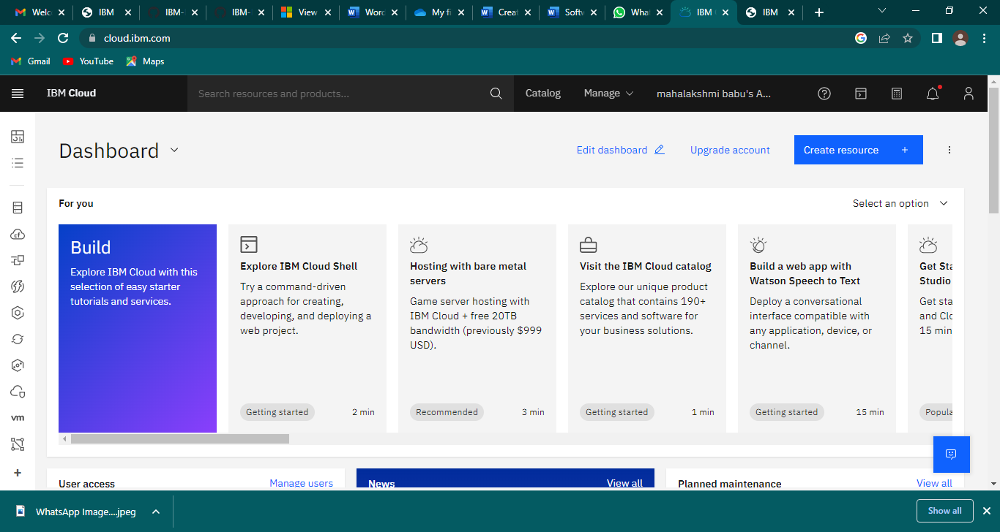 Welc
IBM
IBM-
IBM-
View
Word
My fi
Creat
Softw
What
IBM
IBM
cloud.ibm.com
Gmail
YouTube
Maps
IBM Cloud
Search resources and products...
Catalog
Manage
mahalakshmi babu's A...
Dashboard
Edit dashboard
Upgrade account
Create resource +
For you
Select an option
Build
Explore IBM Cloud with this
selection of easy starter
tutorials and services.
Explore IBM Cloud Shell
Try a command-driven
approach for creating,
developing, and deploying a
web project.
Getting started
2 min
Hosting with bare metal
servers
Game server hosting with
IBM Cloud + free 20TB
bandwidth (previously $999
USD).
Recommended
3 min
Visit the IBM Cloud catalog
Explore our unique product
catalog that contains 190+
services and software for
your business solutions.
Getting started
1 min
Build a web app with
Watson Speech to Text
Deploy a conversational
interface compatible with
any application, device, or
channel.
Getting started
15 min
Get Sta
Studio
Get sta
and Clo
15 min
Popula
cf
vm
User access
Manage users
News
View all
Planned maintenance
View all
WhatsApp Image....jpeg
Show all